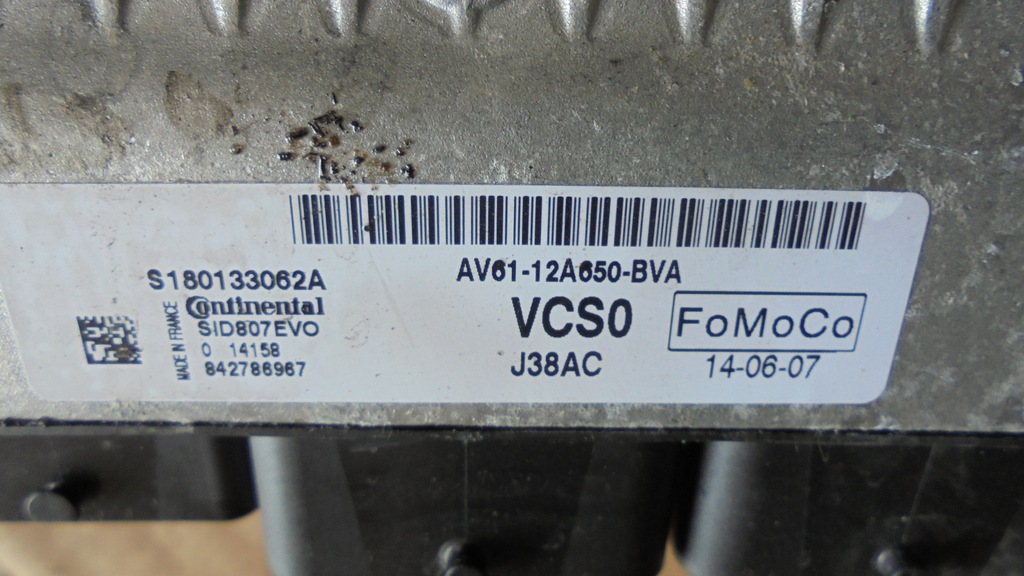 S180133062A
Continental
SID807EVO
0 14158
842786967
MADE IN FRANCE
AV61-12A650-BVA
VCS0
FoMoCo
J38AC
14-06-07